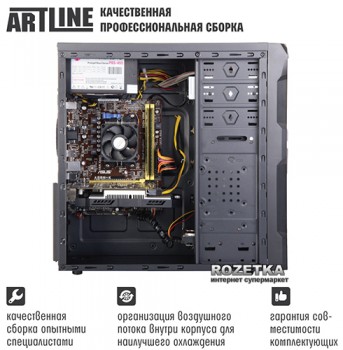 ARTLINE
КАЧЕСТВЕННАЯ
ПРОФЕССИОНАЛЬНАЯ СБОРКА
ASUS
ROZETKA
интернет супермаркет
качественная
сборка опытными
специалистами
организация воздушного
потока внутри корпуса для
наилучшего охлаждения
гарантия сов-
местимости
комплектующих